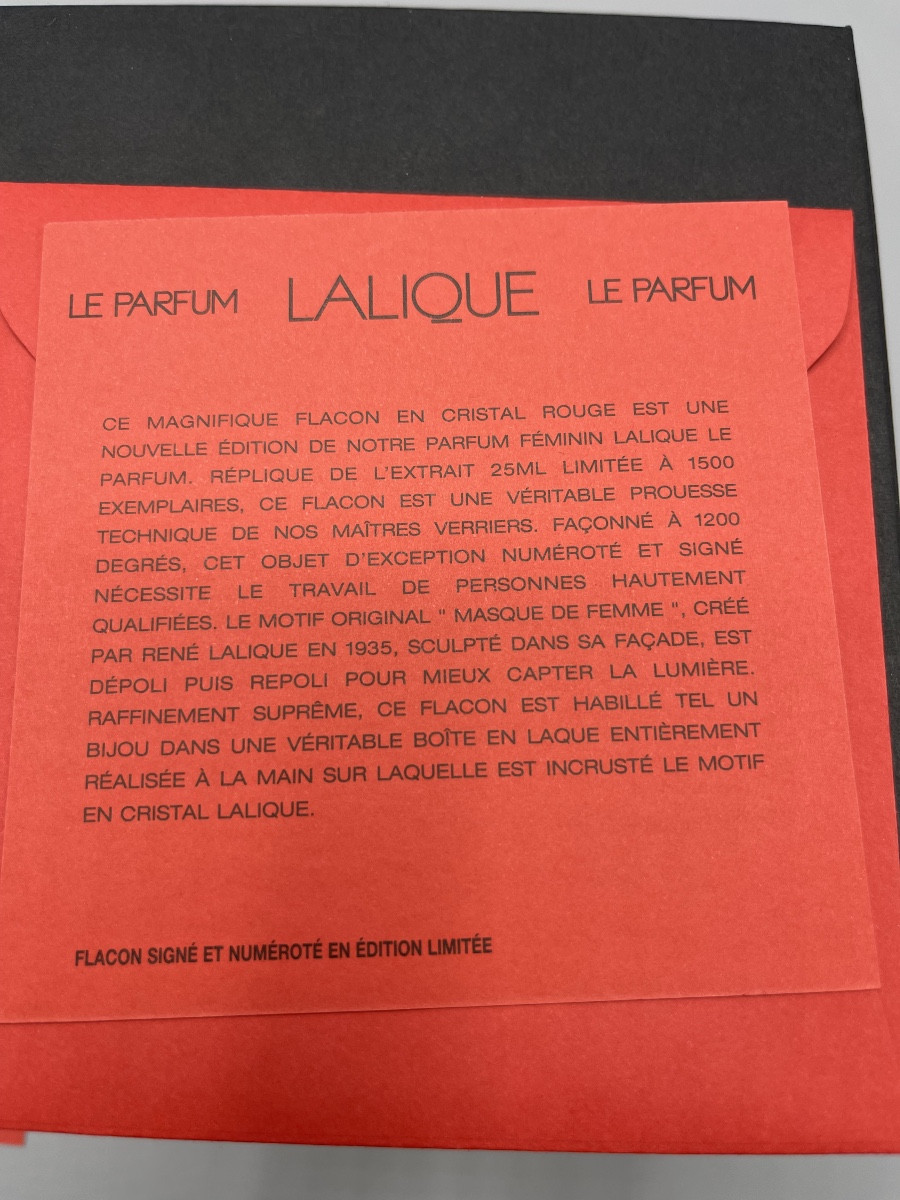 LE PARFUM LALIQUE LE PARFUM
CE MAGNIFIQUE FLACON EN CRISTAL ROUGE EST UNE
NOUVELLE ÉDITION DE NOTRE PARFUM FÉMININ LALIQUE LE
PARFUM. RÉPLIQUE DE L'EXTRAIT 25ML LIMITÉE À 1500
EXEMPLAIRES, CE FLACON EST UNE VÉRITABLE PROUESSE
TECHNIQUE DE NOS MAÎTRES VERRIERS. FAÇONNÉ À 1200
DEGRÉS, CET OBJET D'EXCEPTION NUMÉROTÉ ET SIGNÉ
NÉCESSITE LE TRAVAIL DE PERSONNES HAUTEMENT
QUALIFIÉES. LE MOTIF ORIGINAL " MASQUE DE FEMME ", CRÉÉ
PAR RENÉ LALIQUE EN 1935, SCULPTÉ DANS SA FAÇADE, EST
DÉPOLI PUIS REPOLI POUR MIEUX CAPTER LA LUMIÈRE.
RAFFINEMENT SUPRÊME, CE FLACON EST HABILLÉ TEL UN
BIJOU DANS UNE VÉRITABLE BOÎTE EN LAQUE ENTIÈREMENT
RÉALISÉE À LA MAIN SUR LAQUELLE EST INCRUSTÉ LE MOTIF
EN CRISTAL LALIQUE.
FLACON SIGNÉ ET NUMÉROTÉ EN ÉDITION LIMITÉE